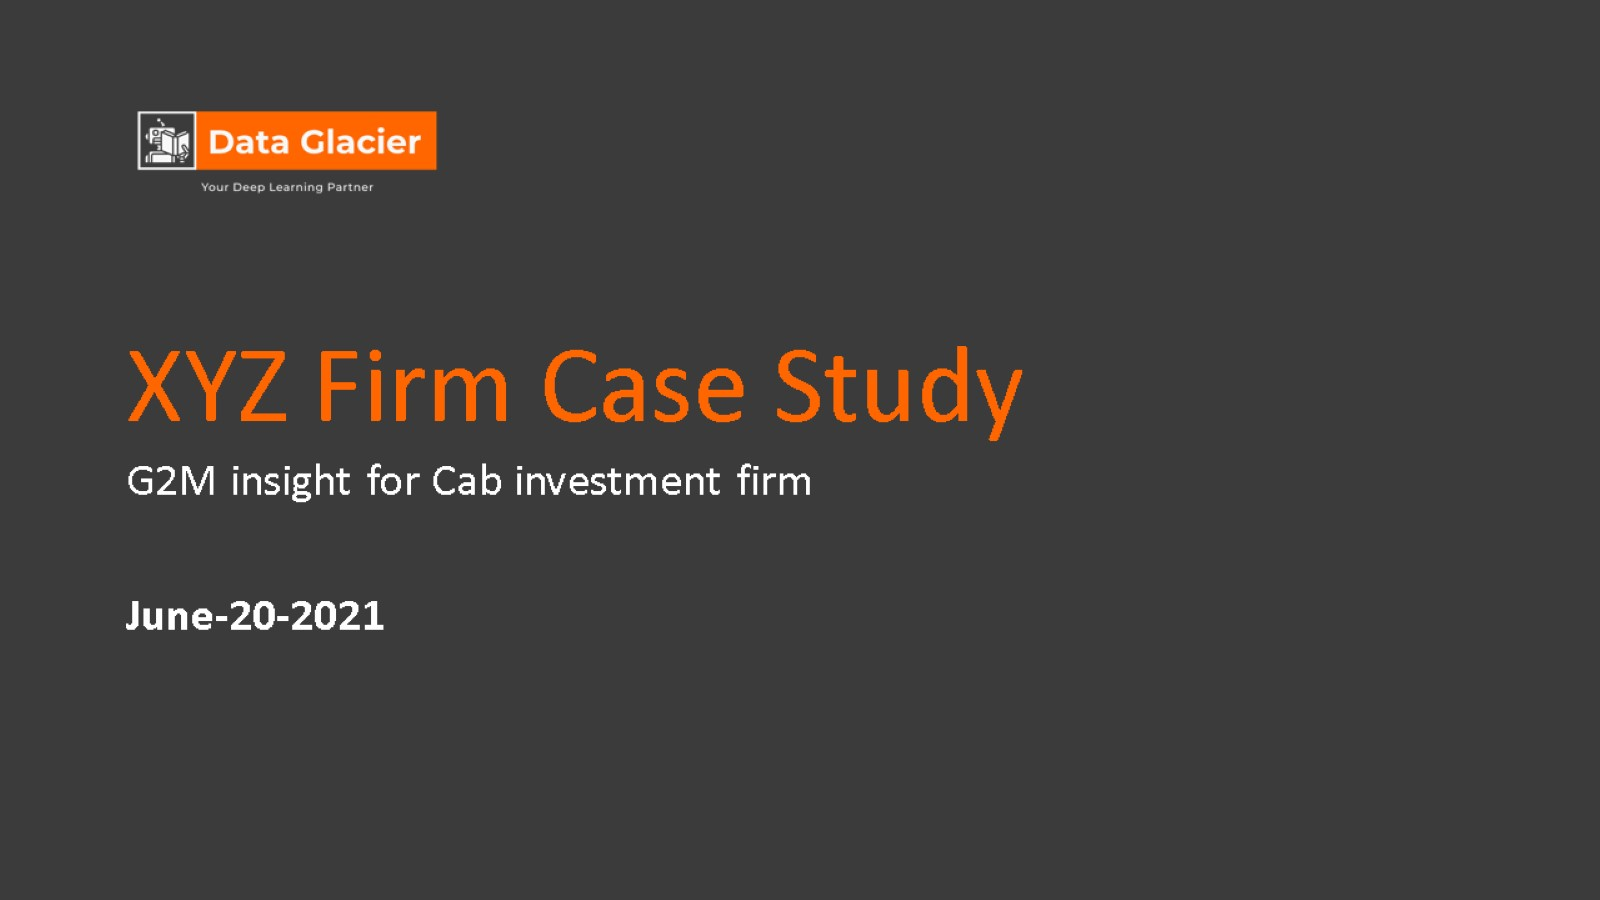 Data Glacier
Your Deep Learning Partner
XYZ Firm Case Study
G2M insight for Cab investment firm
June-20-2021